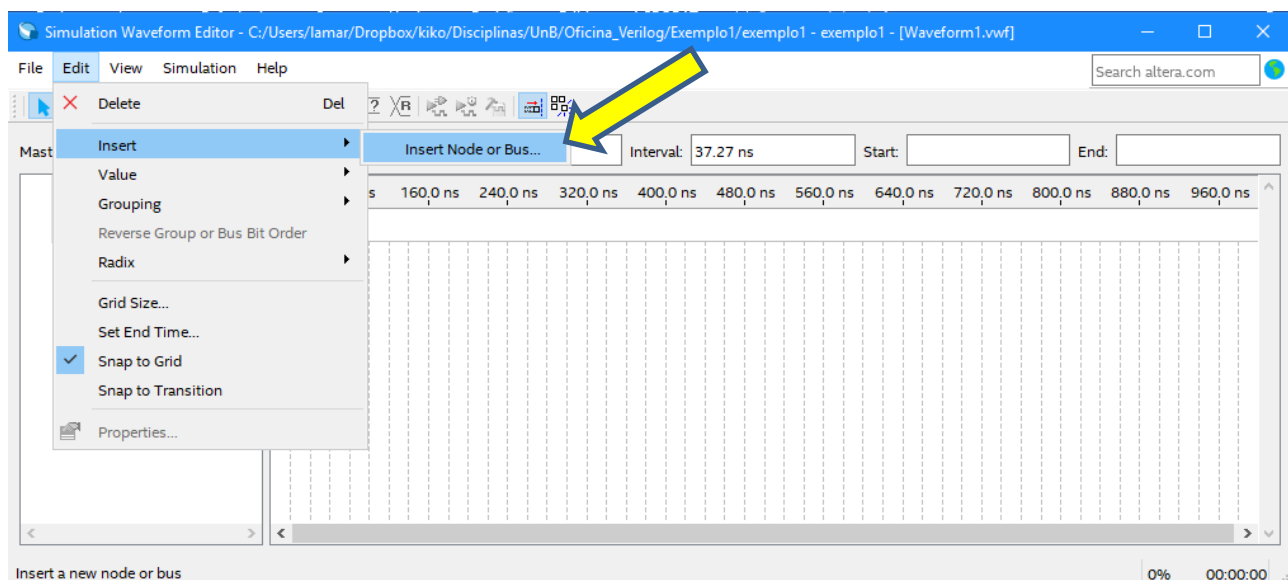 Simulation Waveform Editor - C:/Users/lamar/Dropbox/kiko/Disciplinas/UnB/Oficina_Verilog/Exemplo1/exemplo1 - exemplo1 - [Waveform1.vwf]
File Edit View Simulation Help
Search altera.com
Delete Del
Insert
Insert Node or Bus...
Mast
Interval: 37.27 ns
Start:
End:
Value
s 160.0 ns 240.0 ns 320.0 ns 400.0 ns 480.0 ns 560.0 ns 640.0 ns 720.0 ns 800.0 ns 880.0 ns 960.0 ns
Grouping
Reverse Group or Bus Bit Order
Radix
Grid Size...
Set End Time...
Snap to Grid
Snap to Transition
Properties...
Insert a new node or bus
0% 00:00:00